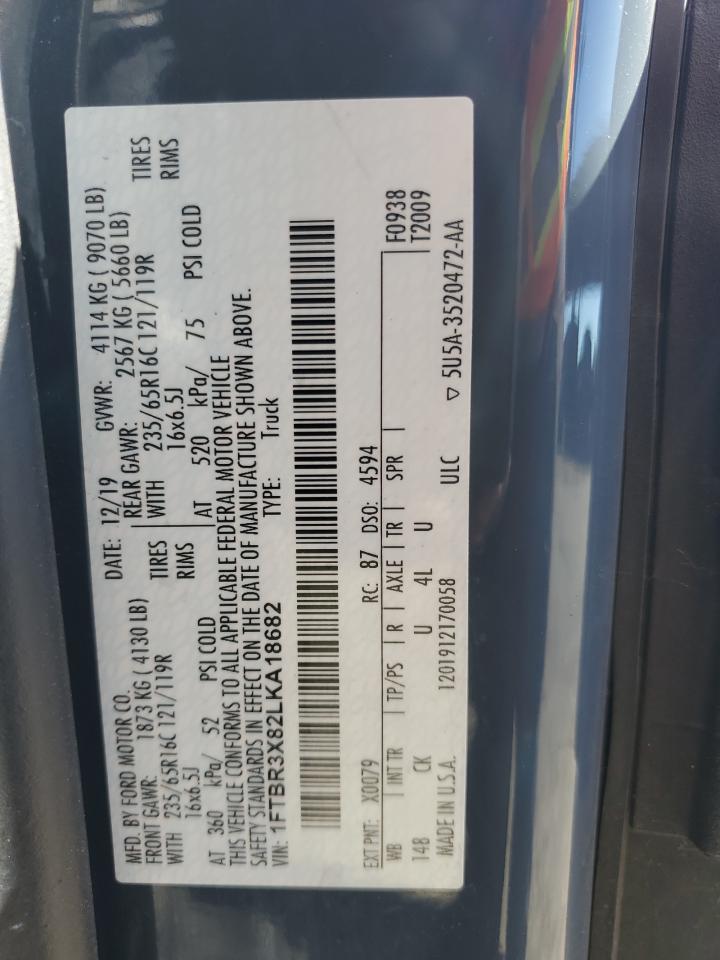 MFD. BY FORD MOTOR CO. DATE: 12/19 GVWR: 4114 KG ( 9070 LB)
FRONT GAWR: 1873 KG ( 4130 LB) REAR GAWR: 2567 KG ( 5660 LB)
WITH 235/65R16C 121/119R TIRES WITH 235/65R16C 121/119R TIRES
16x6.5J RIMS 16x6.5J RIMS
AT 360 kPa/ 52 PSI COLD AT 520 kPa/ 75 PSI COLD
THIS VEHICLE CONFORMS TO ALL APPLICABLE FEDERAL MOTOR VEHICLE
SAFETY STANDARDS IN EFFECT ON THE DATE OF MANUFACTURE SHOWN ABOVE.
VIN: 1FTBR3X82LKA18682 TYPE: Truck
EXT PNT: X0079 RC: 87 DSO: 4594 F0938
WB INT TR TP/PS R AXLE TR SPR T2009
148 CK U 4L U
MADE IN U.S.A. 1201912170058 ULC ▽ 5U5A-3520472-AA